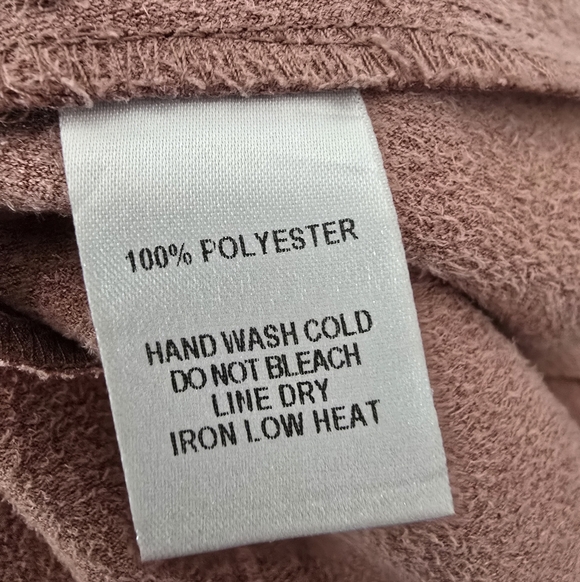 100% POLYESTER
HAND WASH COLD
DO NOT BLEACH
LINE DRY
IRON LOW HEAT